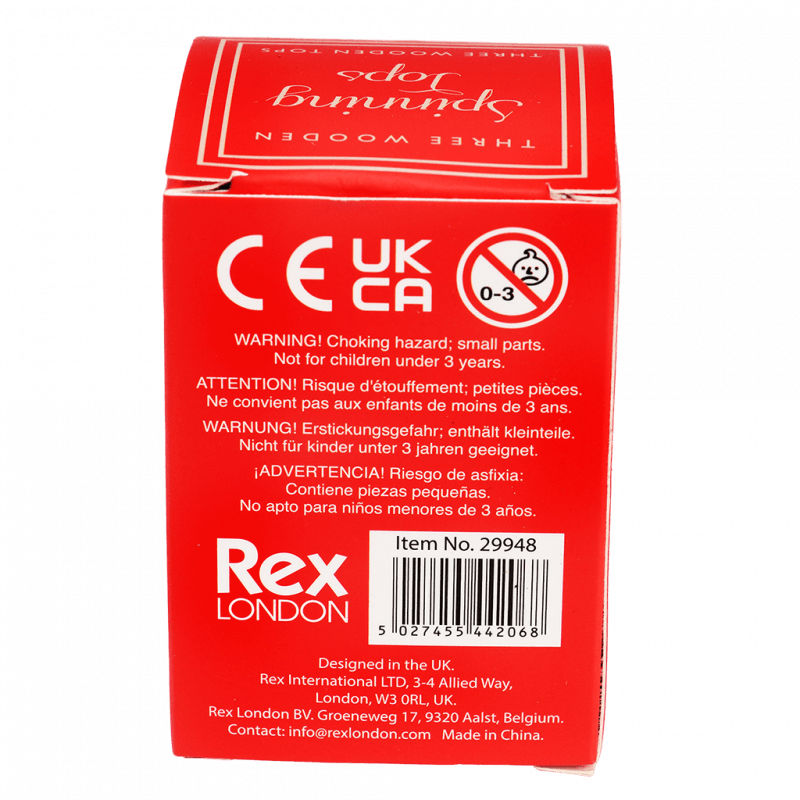 THREE WOODEN TOPS
Spinning
Tops
THREE WOODEN
CE UK
CA
0-3
WARNING! Choking hazard; small parts.
Not for children under 3 years.
ATTENTION! Risque d'étouffement; petites pièces.
Ne convient pas aux enfants de moins de 3 ans.
WARNUNG! Erstickungsgefahr; enthält kleinteile.
Nicht für kinder unter 3 jahren geeignet.
¡ADVERTENCIA! Riesgo de asfixia:
Contiene piezas pequeñas.
No apto para niños menores de 3 años.
Rex
LONDON
Item No. 29948
5 027455 442068
Designed in the UK.
Rex International LTD, 3-4 Allied Way,
London, W3 0RL, UK.
Rex London BV. Groeneweg 17, 9320 Aalst, Belgium.
Contact: info@rexlondon.com Made in China.